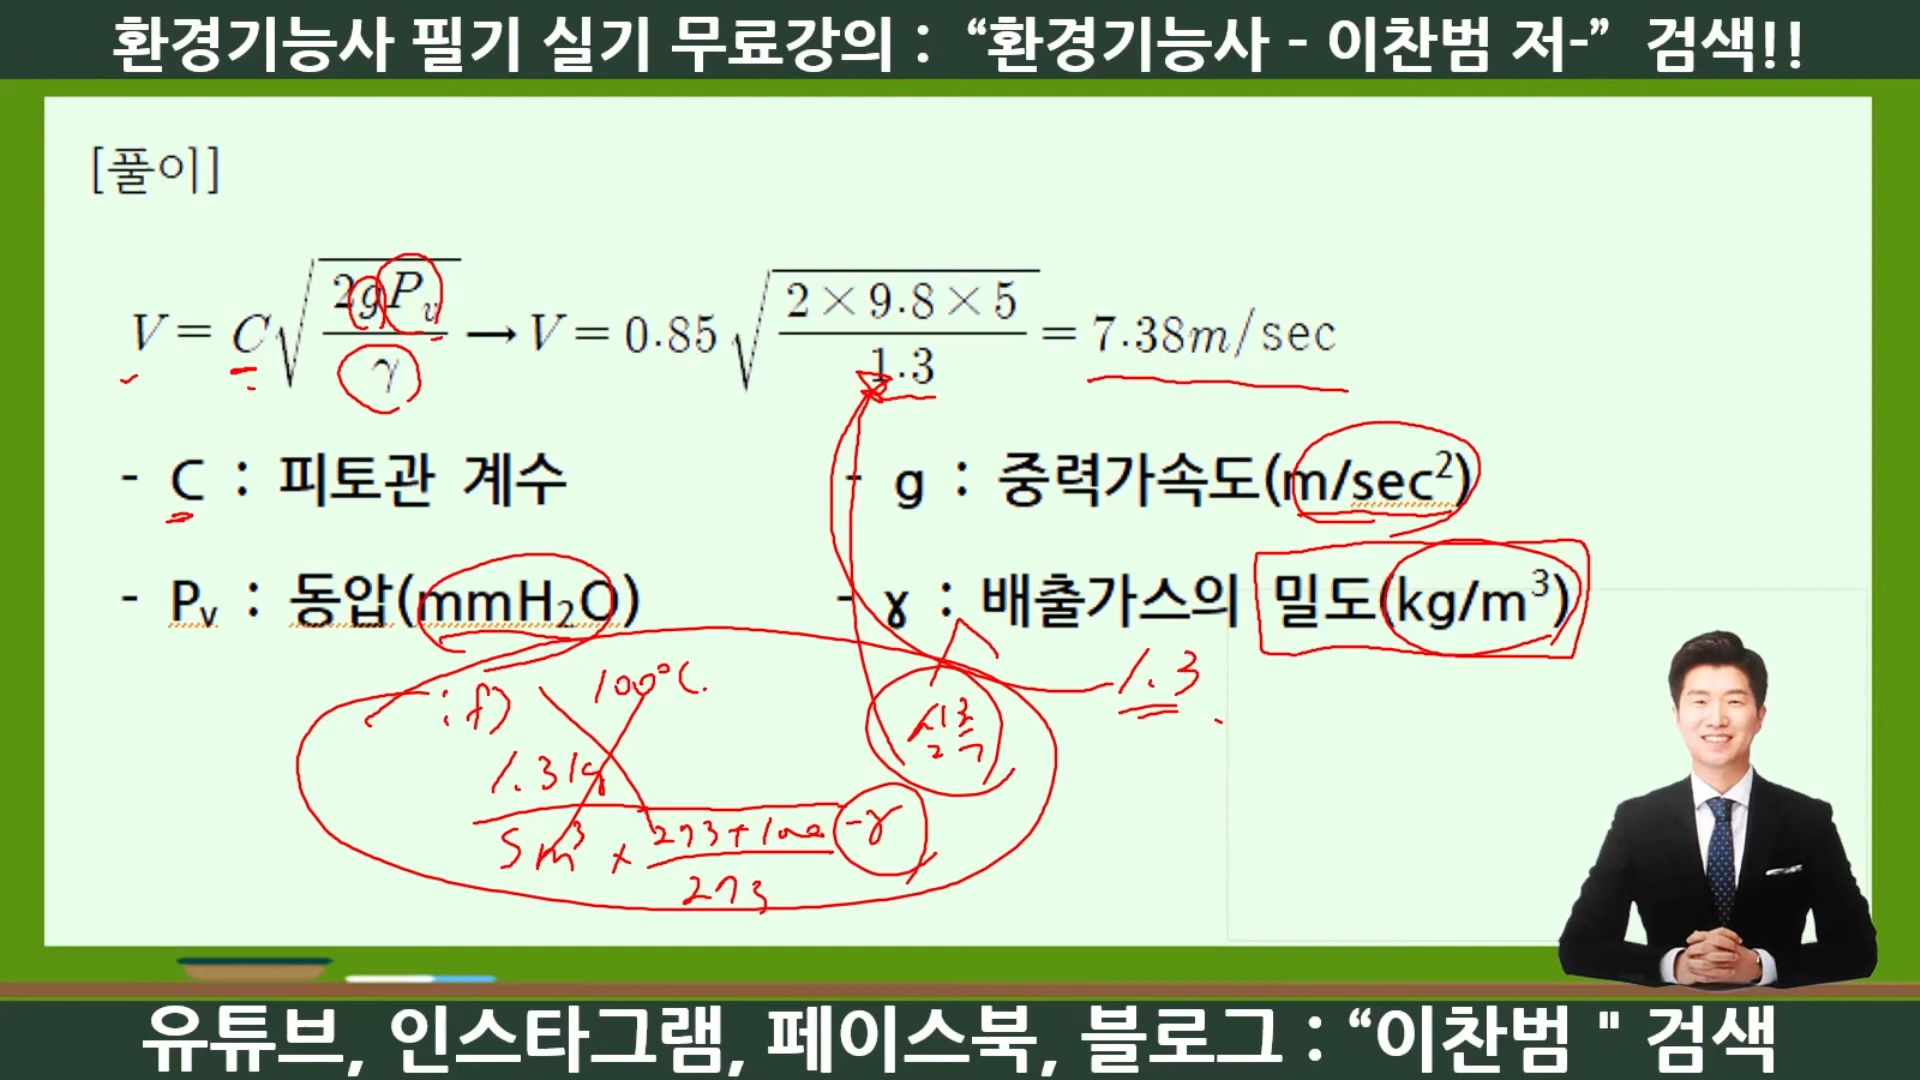 환경기능사 필기 실기 무료강의 : “환경기능사 - 이찬범 저-” 검색!!
[풀이]
V = C√(2gPv/γ) → V = 0.85√(2×9.8×5/1.3) = 7.38m/sec
- C : 피토관 계수
- g : 중력가속도(m/sec²)
- Pv : 동압(mmH₂O)
- ɣ : 배출가스의 밀도(kg/m³)
if) 100℃.
1.3
1.3kg
Sm³ × 273+100
273
유튜브, 인스타그램, 페이스북, 블로그 : “이찬범 " 검색